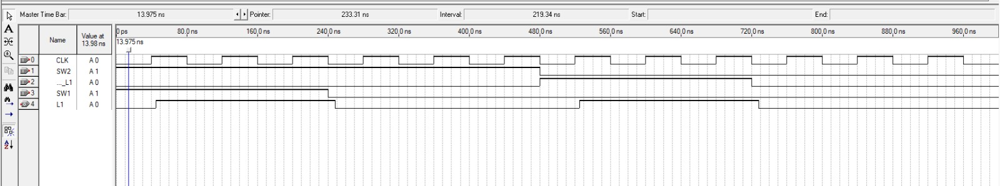 Master Time Bar: 13.975 ns Pointer: 233.31 ns Interval: 219.34 ns Start: End:
A
Name Value at 13.98 ns
0 ps 80.0 ns 160.0 ns 240.0 ns 320.0 ns 400.0 ns 480.0 ns 560.0 ns 640.0 ns 720.0 ns 800.0 ns 880.0 ns 960.0 ns
13.975 ns
0 CLK A 0
1 SW2 A 1
2 ..._L1 A 0
3 SW1 A 1
4 L1 A 0
A
Z